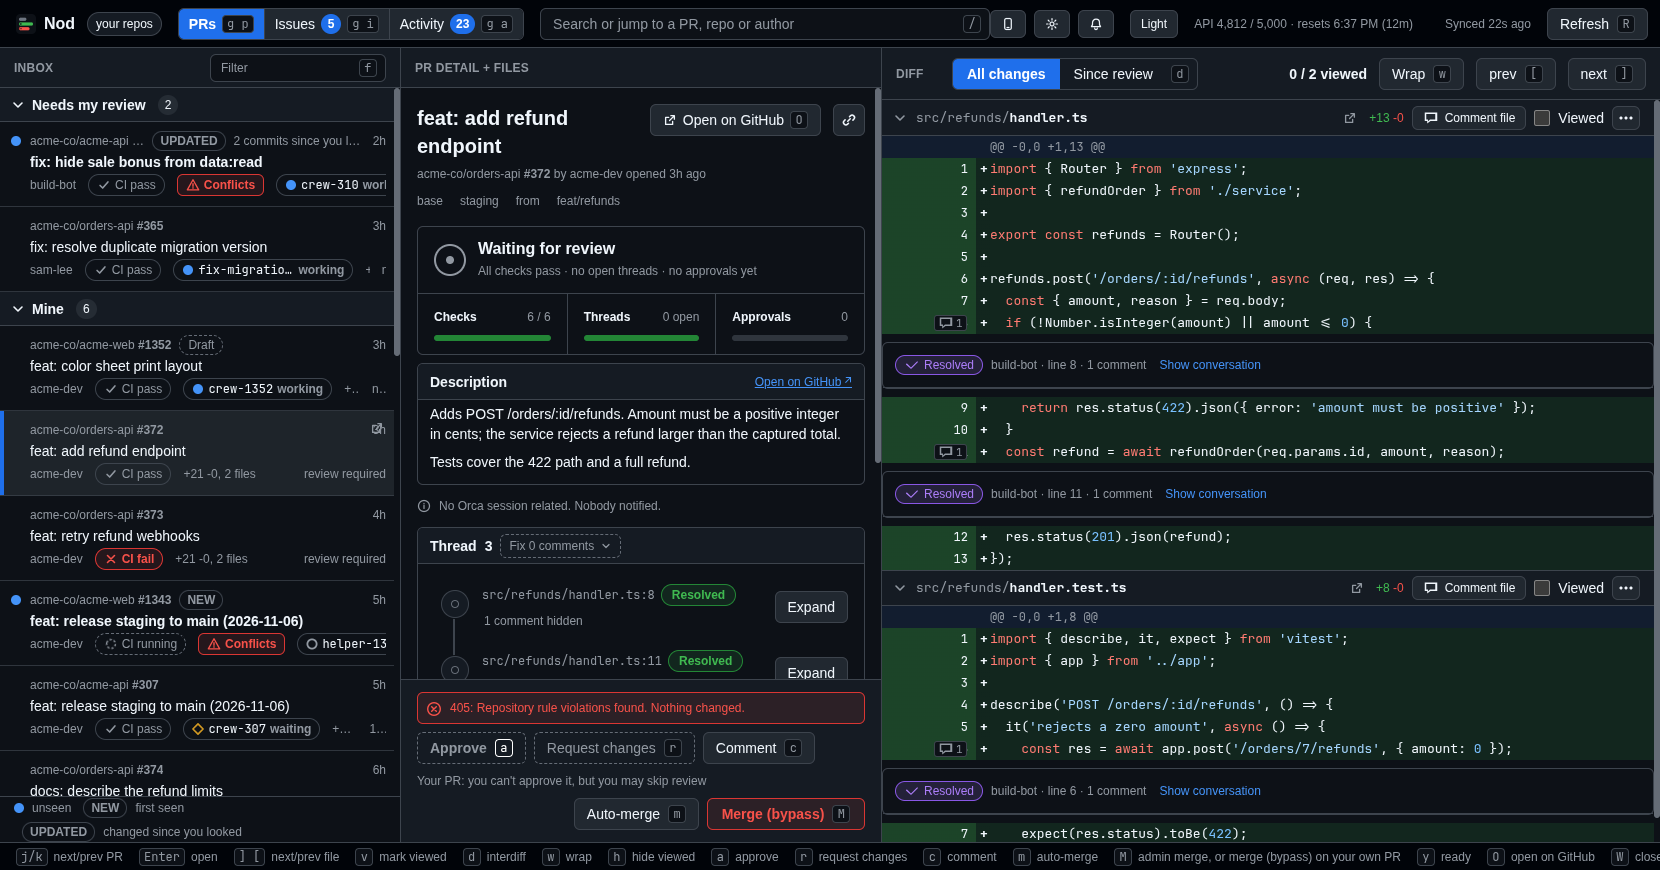 Nod your repos PRs g p Issues 5 g i Activity 23 g a Search or jump to a PR, repo or author / Light API 4,812 / 5,000 · resets 6:37 PM (12m) Synced 22s ago Refresh R
INBOX Filter f
Needs my review 2
acme-co/acme-api ... UPDATED 2 commits since you l... 2h
fix: hide sale bonus from data:read
build-bot CI pass Conflicts crew-310 wor
acme-co/orders-api #365 3h
fix: resolve duplicate migration version
sam-lee CI pass fix-migratio... working
Mine 6
acme-co/acme-web #1352 Draft 3h
feat: color sheet print layout
acme-dev CI pass crew-1352 working +... n...
acme-co/orders-api #372
feat: add refund endpoint
acme-dev CI pass +21 -0, 2 files review required
acme-co/orders-api #373 4h
feat: retry refund webhooks
acme-dev CI fail +21 -0, 2 files review required
acme-co/acme-web #1343 NEW 5h
feat: release staging to main (2026-11-06)
acme-dev CI running Conflicts helper-13
acme-co/acme-api #307 5h
feat: release staging to main (2026-11-06)
acme-dev CI pass crew-307 waiting +... 1...
acme-co/orders-api #374 6h
docs: describe the refund limits
unseen NEW first seen
UPDATED changed since you looked
PR DETAIL + FILES
feat: add refund endpoint
Open on GitHub O
acme-co/orders-api #372 by acme-dev opened 3h ago
base staging from feat/refunds
Waiting for review
All checks pass · no open threads · no approvals yet
Checks 6 / 6 Threads 0 open Approvals 0
Description Open on GitHub
Adds POST /orders/:id/refunds. Amount must be a positive integer
in cents; the service rejects a refund larger than the captured total.
Tests cover the 422 path and a full refund.
No Orca session related. Nobody notified.
Thread 3 Fix 0 comments
src/refunds/handler.ts:8 Resolved
1 comment hidden
Expand
src/refunds/handler.ts:11 Resolved
Expand
405: Repository rule violations found. Nothing changed.
Approve a Request changes r Comment c
Your PR: you can't approve it, but you may skip review
Auto-merge m Merge (bypass) M
DIFF All changes Since review d 0 / 2 viewed Wrap w prev [ next ]
src/refunds/handler.ts +13 -0 Comment file Viewed
@@ -0,0 +1,13 @@
1 +import { Router } from 'express';
2 +import { refundOrder } from './service';
3 +
4 +export const refunds = Router();
5 +
6 +refunds.post('/orders/:id/refunds', async (req, res) => {
7 +  const { amount, reason } = req.body;
1 +  if (!Number.isInteger(amount) || amount <= 0) {
Resolved build-bot · line 8 · 1 comment Show conversation
9 +    return res.status(422).json({ error: 'amount must be positive' });
10 +  }
1 +  const refund = await refundOrder(req.params.id, amount, reason);
Resolved build-bot · line 11 · 1 comment Show conversation
12 +  res.status(201).json(refund);
13 +});
src/refunds/handler.test.ts +8 -0 Comment file Viewed
@@ -0,0 +1,8 @@
1 +import { describe, it, expect } from 'vitest';
2 +import { app } from '../app';
3 +
4 +describe('POST /orders/:id/refunds', () => {
5 +  it('rejects a zero amount', async () => {
1 +    const res = await app.post('/orders/7/refunds', { amount: 0 });
Resolved build-bot · line 6 · 1 comment Show conversation
7 +    expect(res.status).toBe(422);
j/k next/prev PR Enter open ] [ next/prev file v mark viewed d interdiff w wrap h hide viewed a approve r request changes c comment m auto-merge M admin merge, or merge (bypass) on your own PR y ready O open on GitHub W close